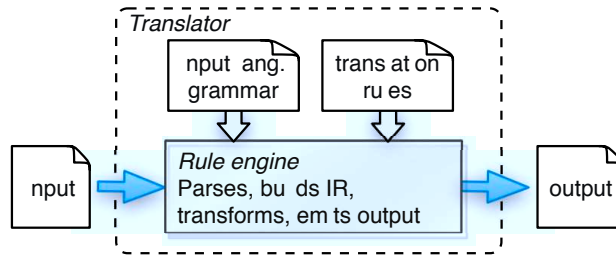 Translator
nput ang.
grammar
trans at on
ru es
nput
Rule engine
Parses, bu ds IR,
transforms, em ts output
output